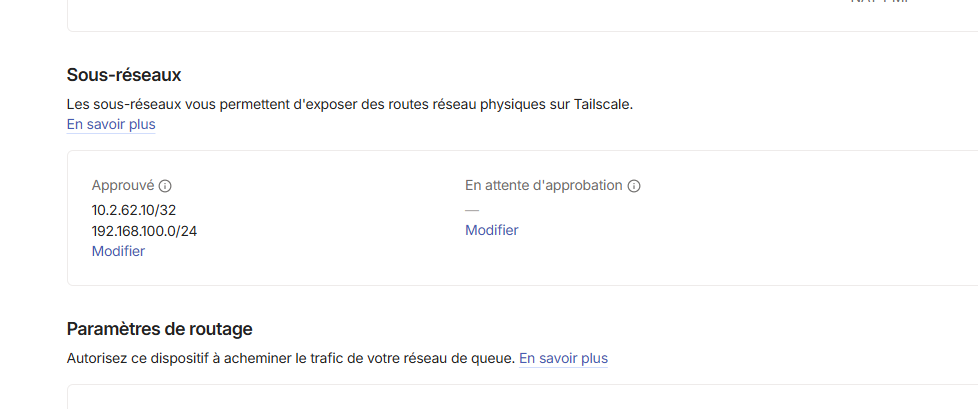 Sous-réseaux
Les sous-réseaux vous permettent d'exposer des routes réseau physiques sur Tailscale.
En savoir plus
Approuvé
En attente d'approbation
10.2.62.10/32
—
192.168.100.0/24
Modifier
Modifier
Paramètres de routage
Autorisez ce dispositif à acheminer le trafic de votre réseau de queue. En savoir plus